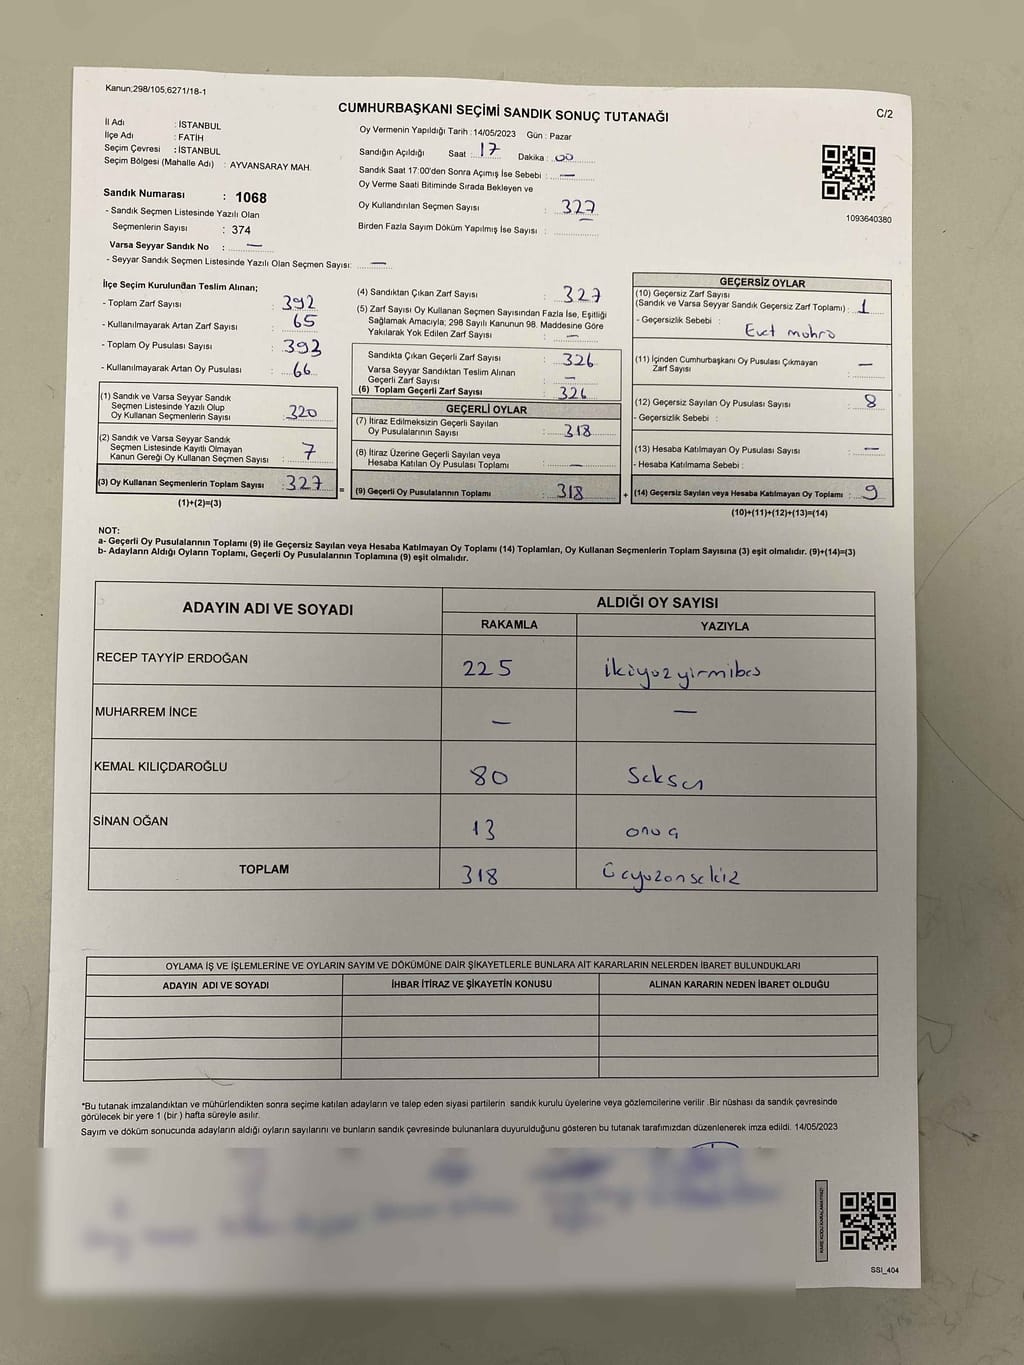 Kanun;298/105,6271/18-1
CUMHURBAŞKANI SEÇİMİ SANDIK SONUÇ TUTANAĞI
C/2
İl Adı : İSTANBUL
İlçe Adı : FATİH
Seçim Çevresi : İSTANBUL
Seçim Bölgesi (Mahalle Adı) : AYVANSARAY MAH.
Sandık Numarası : 1068
- Sandık Seçmen Listesinde Yazılı Olan
Seçmenlerin Sayısı : 374
Varsa Seyyar Sandık No : —
- Seyyar Sandık Seçmen Listesinde Yazılı Olan Seçmen Sayısı: —
Oy Vermenin Yapıldığı Tarih : 14/05/2023 Gün : Pazar
Sandığın Açıldığı Saat : 17 Dakika : 00
Sandık Saat 17:00'den Sonra Açımış İse Sebebi : —
Oy Verme Saati Bitiminde Sırada Bekleyen ve
Oy Kullandırılan Seçmen Sayısı : 327
Birden Fazla Sayım Döküm Yapılmış İse Sayısı :
1093640380
İlçe Seçim Kurulundan Teslim Alınan;
- Toplam Zarf Sayısı : 392
- Kullanılmayarak Artan Zarf Sayısı : 65
- Toplam Oy Pusulası Sayısı : 393
- Kullanılmayarak Artan Oy Pusulası : 66
(1) Sandık ve Varsa Seyyar Sandık
Seçmen Listesinde Yazılı Olup
Oy Kullanan Seçmenlerin Sayısı : 320
(2) Sandık ve Varsa Seyyar Sandık
Seçmen Listesinde Kayıtlı Olmayan
Kanun Gereği Oy Kullanan Seçmen Sayısı : 7
(3) Oy Kullanan Seçmenlerin Toplam Sayısı : 327 =
(1)+(2)=(3)
(4) Sandıktan Çıkan Zarf Sayısı : 327
(5) Zarf Sayısı Oy Kullanan Seçmen Sayısından Fazla İse, Eşitliği
Sağlamak Amacıyla; 298 Sayılı Kanunun 98. Maddesine Göre
Yakılarak Yok Edilen Zarf Sayısı : —
Sandıkta Çıkan Geçerli Zarf Sayısı : 326
Varsa Seyyar Sandıktan Teslim Alınan
Geçerli Zarf Sayısı : —
(6) Toplam Geçerli Zarf Sayısı : 326
GEÇERLİ OYLAR
(7) İtiraz Edilmeksizin Geçerli Sayılan
Oy Pusulalarının Sayısı : 318
(8) İtiraz Üzerine Geçerli Sayılan veya
Hesaba Katılan Oy Pusulası Toplamı : —
(9) Geçerli Oy Pusulalarının Toplamı : 318 +
GEÇERSİZ OYLAR
(10) Geçersiz Zarf Sayısı
(Sandık ve Varsa Seyyar Sandık Geçersiz Zarf Toplamı) : 1
- Geçersizlik Sebebi : Evet mührü
(11) İçinden Cumhurbaşkanı Oy Pusulası Çıkmayan
Zarf Sayısı : —
(12) Geçersiz Sayılan Oy Pusulası Sayısı : 8
- Geçersizlik Sebebi :
(13) Hesaba Katılmayan Oy Pusulası Sayısı : —
- Hesaba Katılmama Sebebi :
(14) Geçersiz Sayılan veya Hesaba Katılmayan Oy Toplamı : 9
(10)+(11)+(12)+(13)=(14)
NOT:
a- Geçerli Oy Pusulalarının Toplamı (9) ile Geçersiz Sayılan veya Hesaba Katılmayan Oy Toplamı (14) Toplamları, Oy Kullanan Seçmenlerin Toplam Sayısına (3) eşit olmalıdır. (9)+(14)=(3)
b- Adayların Aldığı Oyların Toplamı, Geçerli Oy Pusulalarının Toplamına (9) eşit olmalıdır.
ADAYIN ADI VE SOYADI
ALDIĞI OY SAYISI
RAKAMLA YAZIYLA
RECEP TAYYİP ERDOĞAN 225 ikiyüzyirmibeş
MUHARREM İNCE — —
KEMAL KILIÇDAROĞLU 80 Seksen
SİNAN OĞAN 13 onüç
TOPLAM 318 Üçyüzonsekiz
OYLAMA İŞ VE İŞLEMLERİNE VE OYLARIN SAYIM VE DÖKÜMÜNE DAİR ŞİKAYETLERLE BUNLARA AİT KARARLARIN NELERDEN İBARET BULUNDUKLARI
ADAYIN ADI VE SOYADI İHBAR İTİRAZ VE ŞİKAYETİN KONUSU ALINAN KARARIN NEDEN İBARET OLDUĞU
*Bu tutanak imzalandıktan ve mühürlendikten sonra seçime katılan adayların ve talep eden siyasi partilerin sandık kurulu üyelerine veya gözlemcilerine verilir .Bir nüshası da sandık çevresinde
görülecek bir yere 1 (bir ) hafta süreyle asılır.
Sayım ve döküm sonucunda adayların aldığı oyların sayılarını ve bunların sandık çevresinde bulunanlara duyurulduğunu gösteren bu tutanak tarafımızdan düzenlenerek imza edildi. 14/05/2023
SSI_404